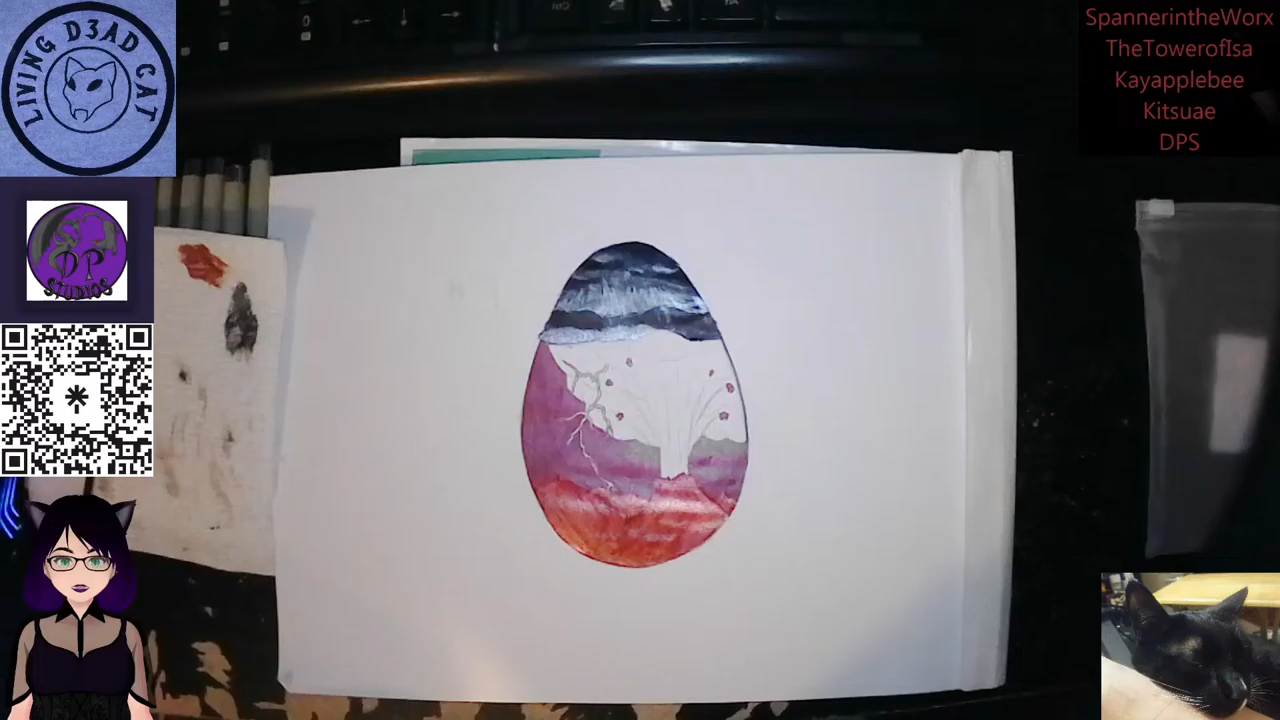 LIVING D3AD CAT
SpannerintheWorx
TheTowerofIsa
Kayapplebee
Kitsuae
DPS
DP
STUDIOS